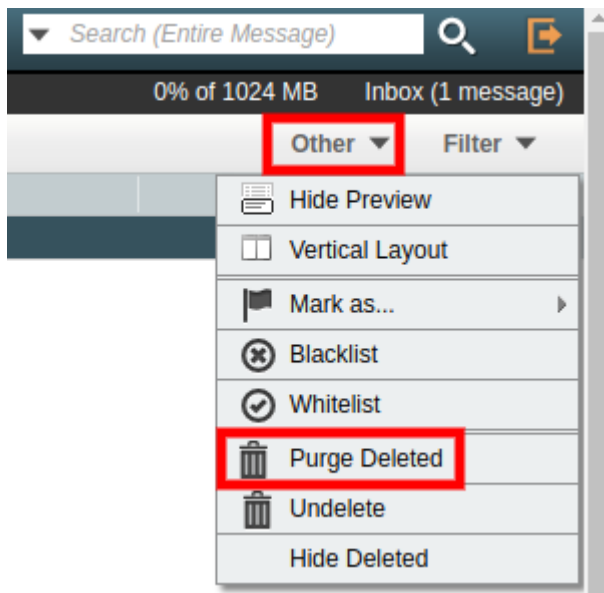 Search (Entire Message)
0% of 1024 MB Inbox (1 message)
Other Filter
Hide Preview
Vertical Layout
Mark as...
Blacklist
Whitelist
Purge Deleted
Undelete
Hide Deleted